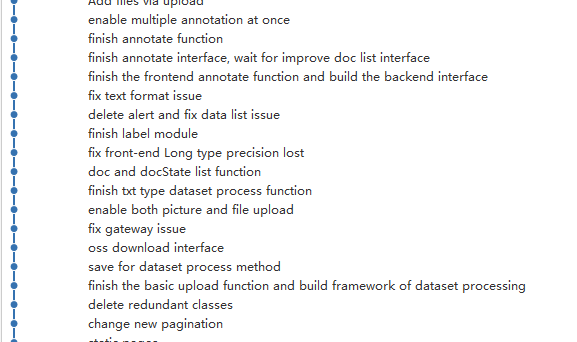 Add files via upload
enable multiple annotation at once
finish annotate function
finish annotate interface, wait for improve doc list interface
finish the frontend annotate function and build the backend interface
fix text format issue
delete alert and fix data list issue
finish label module
fix front-end Long type precision lost
doc and docState list function
finish txt type dataset process function
enable both picture and file upload
fix gateway issue
oss download interface
save for dataset process method
finish the basic upload function and build framework of dataset processing
delete redundant classes
change new pagination
static pages